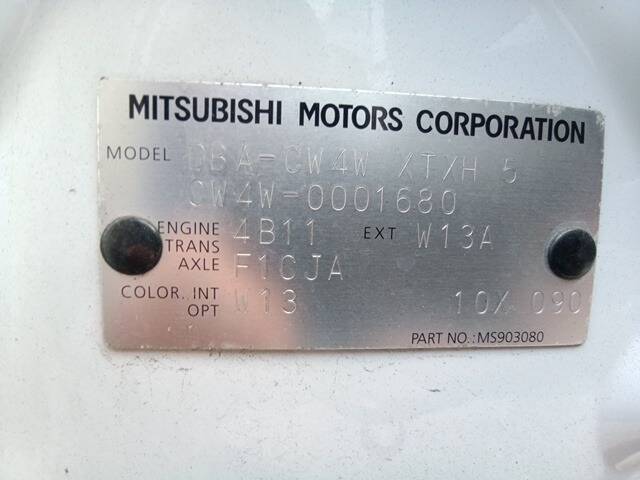 MITSUBISHI MOTORS CORPORATION
MODEL DBA-CW4W XTXH 5
CW4W-0001680
ENGINE 4B11 EXT W13A
TRANS
AXLE F1CJA
COLOR. INT W13 10X 090
OPT
PART NO.:MS903080